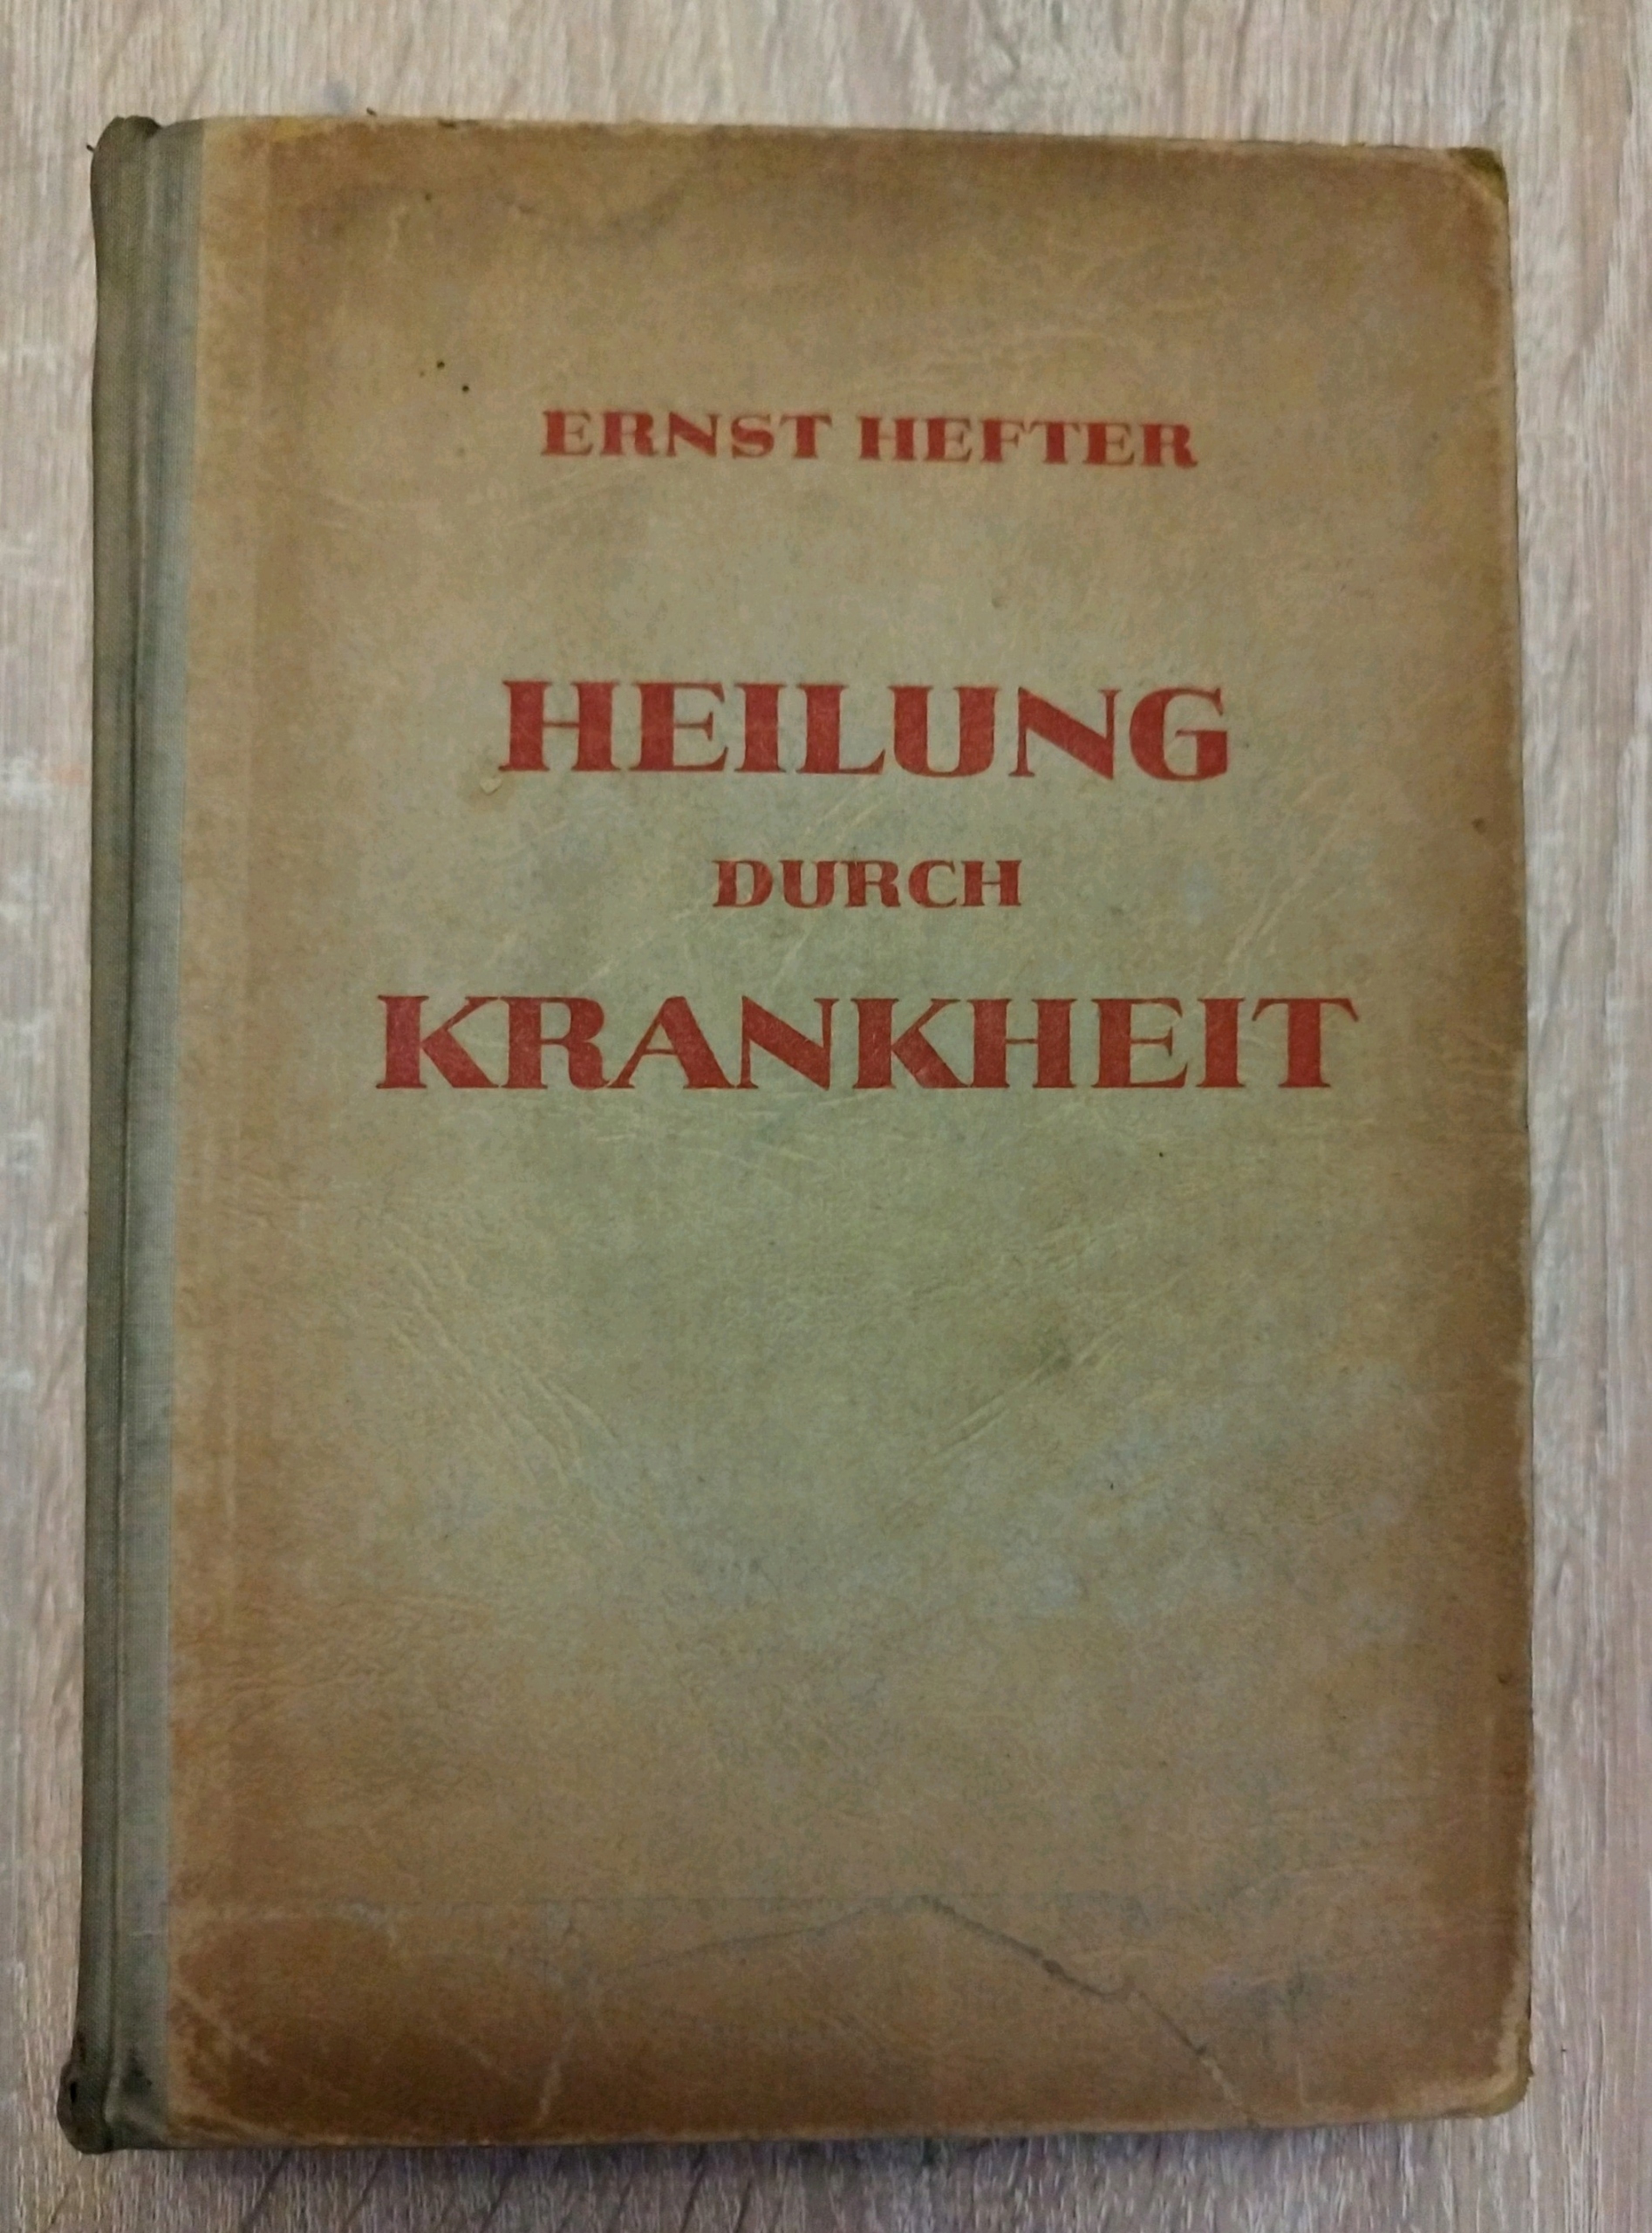 ERNST HEFTER
HEILUNG
DURCH
KRANKHEIT